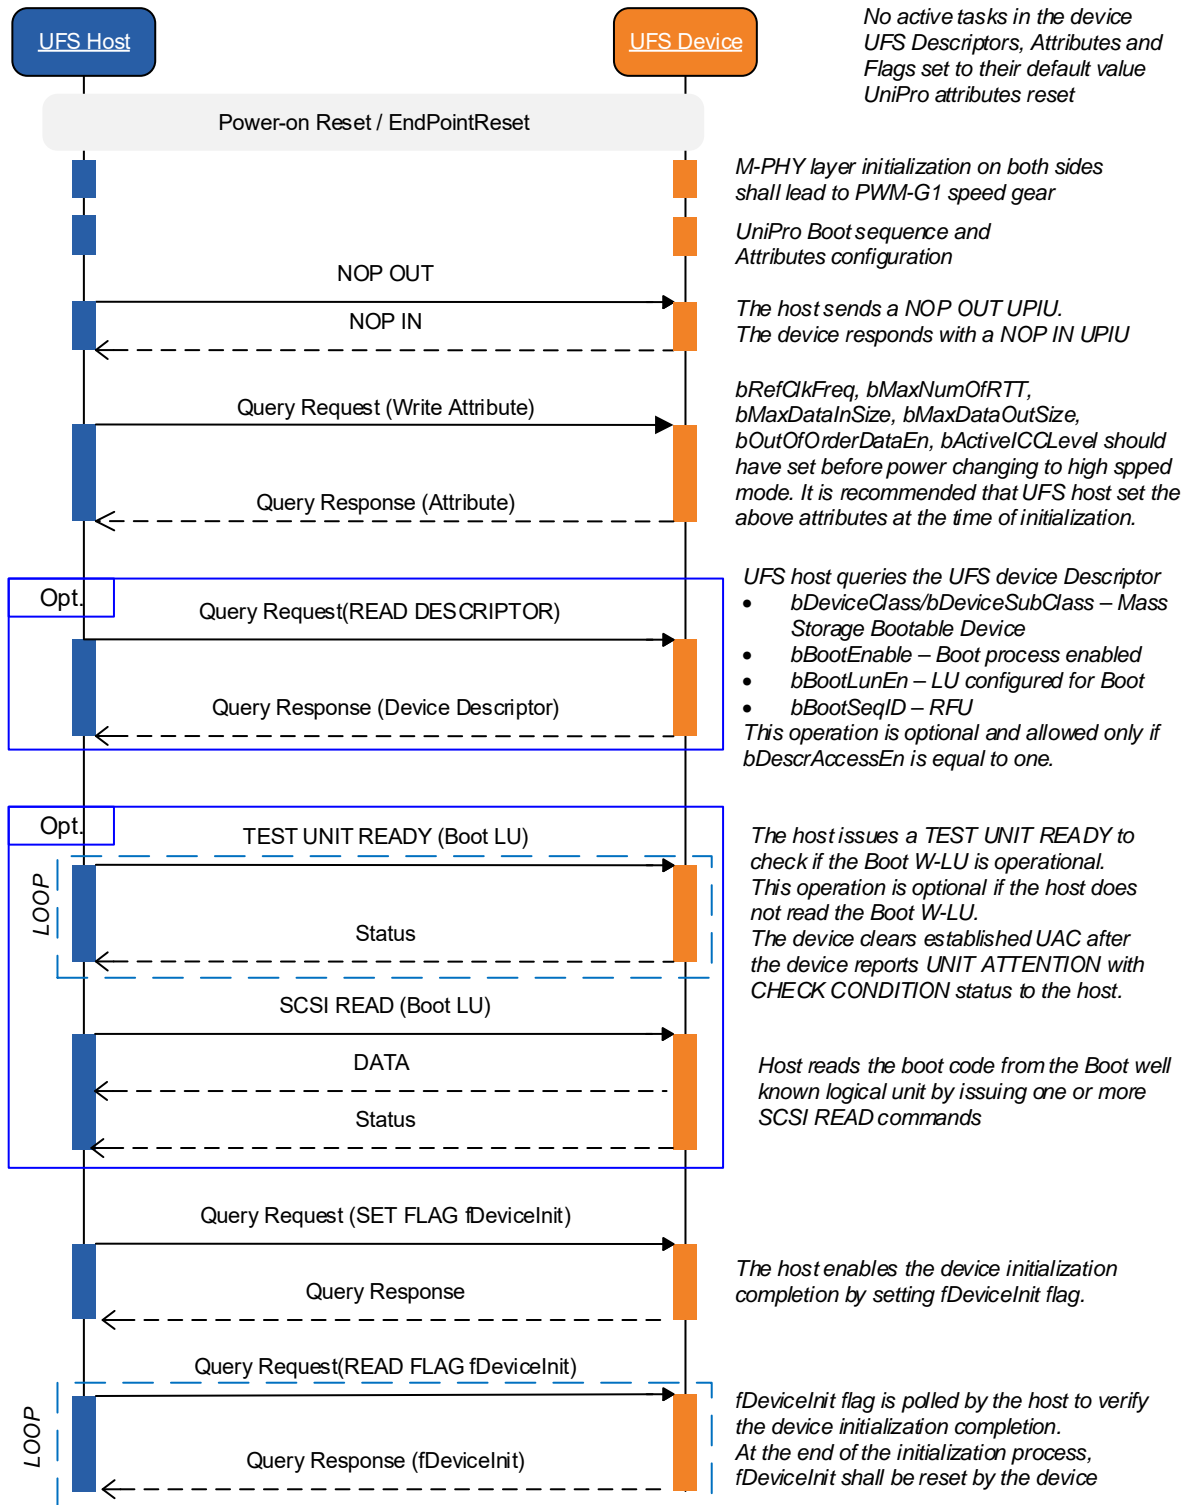 UFS Host
UFS Device
No active tasks in the device
UFS Descriptors, Attributes and
Flags set to their default value
UniPro attributes reset
Power-on Reset / EndPointReset
M-PHY layer initialization on both sides
shall lead to PWM-G1 speed gear
UniPro Boot sequence and
Attributes configuration
NOP OUT
NOP IN
The host sends a NOP OUT UPIU.
The device responds with a NOP IN UPIU
Query Request (Write Attribute)
Query Response (Attribute)
bRefClkFreq, bMaxNumOfRTT,
bMaxDataInSize, bMaxDataOutSize,
bOutOfOrderDataEn, bActiveICCLevel should
have set before power changing to high spped
mode. It is recommended that UFS host set the
above attributes at the time of initialization.
Opt.
Query Request(READ DESCRIPTOR)
Query Response (Device Descriptor)
UFS host queries the UFS device Descriptor
• bDeviceClass/bDeviceSubClass – Mass
Storage Bootable Device
• bBootEnable – Boot process enabled
• bBootLunEn – LU configured for Boot
• bBootSeqID – RFU
This operation is optional and allowed only if
bDescrAccessEn is equal to one.
Opt.
TEST UNIT READY (Boot LU)
LOOP
Status
The host issues a TEST UNIT READY to
check if the Boot W-LU is operational.
This operation is optional if the host does
not read the Boot W-LU.
The device clears established UAC after
the device reports UNIT ATTENTION with
CHECK CONDITION status to the host.
SCSI READ (Boot LU)
DATA
Status
Host reads the boot code from the Boot well
known logical unit by issuing one or more
SCSI READ commands
Query Request (SET FLAG fDeviceInit)
Query Response
The host enables the device initialization
completion by setting fDeviceInit flag.
Query Request(READ FLAG fDeviceInit)
LOOP
Query Response (fDeviceInit)
fDeviceInit flag is polled by the host to verify
the device initialization completion.
At the end of the initialization process,
fDeviceInit shall be reset by the device